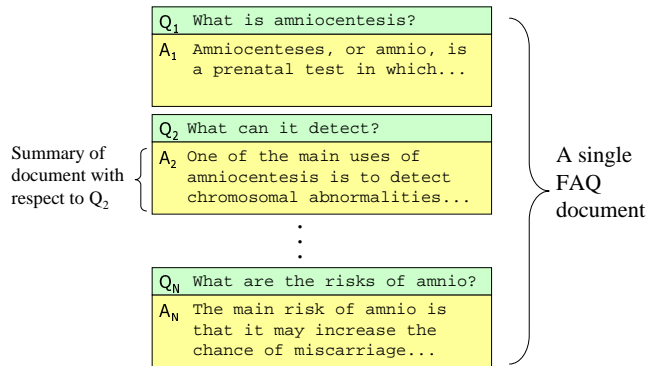 Q1 What is amniocentesis?
A1 Amniocenteses, or amnio, is
a prenatal test in which...
Q2 What can it detect?
A2 One of the main uses of
amniocentesis is to detect
chromosomal abnormalities...
Summary of
document with
respect to Q2
A single
FAQ
document
QN What are the risks of amnio?
AN The main risk of amnio is
that it may increase the
chance of miscarriage...